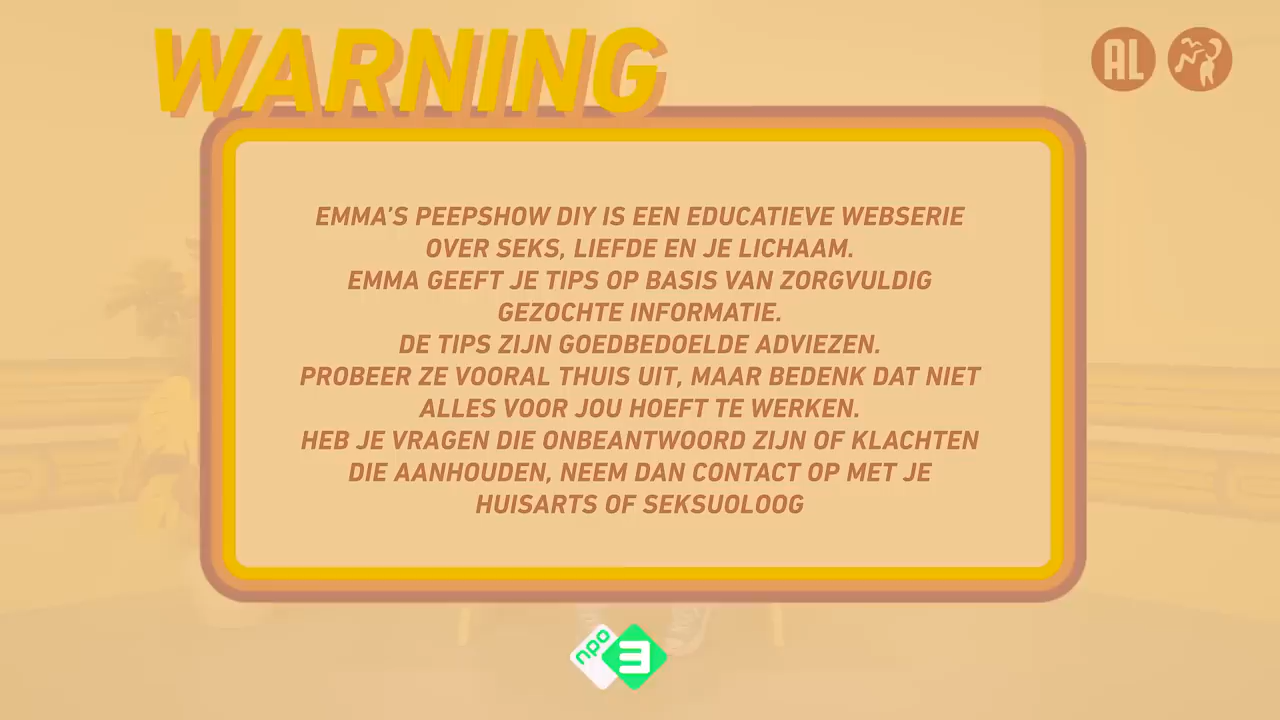 WARNING
AL
EMMA'S PEEPSHOW DIY IS EEN EDUCATIEVE WEBSERIE
OVER SEKS, LIEFDE EN JE LICHAAM.
EMMA GEEFT JE TIPS OP BASIS VAN ZORGVULDIG
GEZOCHTE INFORMATIE.
DE TIPS ZIJN GOEDBEDOELDE ADVIEZEN.
PROBEER ZE VOORAL THUIS UIT, MAAR BEDENK DAT NIET
ALLES VOOR JOU HOEFT TE WERKEN.
HEB JE VRAGEN DIE ONBEANTWOORD ZIJN OF KLACHTEN
DIE AANHOUDEN, NEEM DAN CONTACT OP MET JE
HUISARTS OF SEKSUOLOOG
npo 3